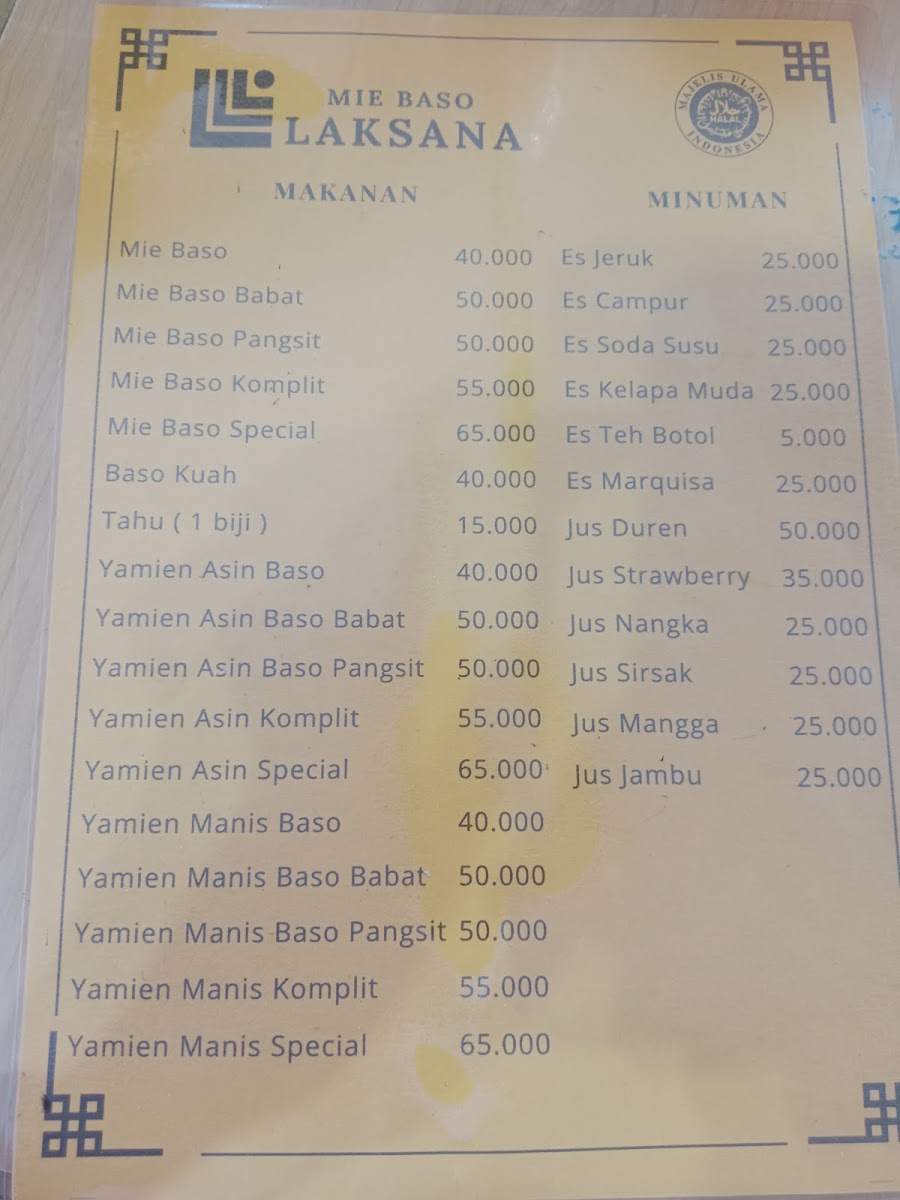 MIE BASO
LAKSANA
MAJELIS ULAMA
حلال
HALAL
INDONESIA
MAKANAN
Mie Baso 40.000
Mie Baso Babat 50.000
Mie Baso Pangsit 50.000
Mie Baso Komplit 55.000
Mie Baso Special 65.000
Baso Kuah 40.000
Tahu ( 1 biji ) 15.000
Yamien Asin Baso 40.000
Yamien Asin Baso Babat 50.000
Yamien Asin Baso Pangsit 50.000
Yamien Asin Komplit 55.000
Yamien Asin Special 65.000
Yamien Manis Baso 40.000
Yamien Manis Baso Babat 50.000
Yamien Manis Baso Pangsit 50.000
Yamien Manis Komplit 55.000
Yamien Manis Special 65.000
MINUMAN
Es Jeruk 25.000
Es Campur 25.000
Es Soda Susu 25.000
Es Kelapa Muda 25.000
Es Teh Botol 5.000
Es Marquisa 25.000
Jus Duren 50.000
Jus Strawberry 35.000
Jus Nangka 25.000
Jus Sirsak 25.000
Jus Mangga 25.000
Jus Jambu 25.000